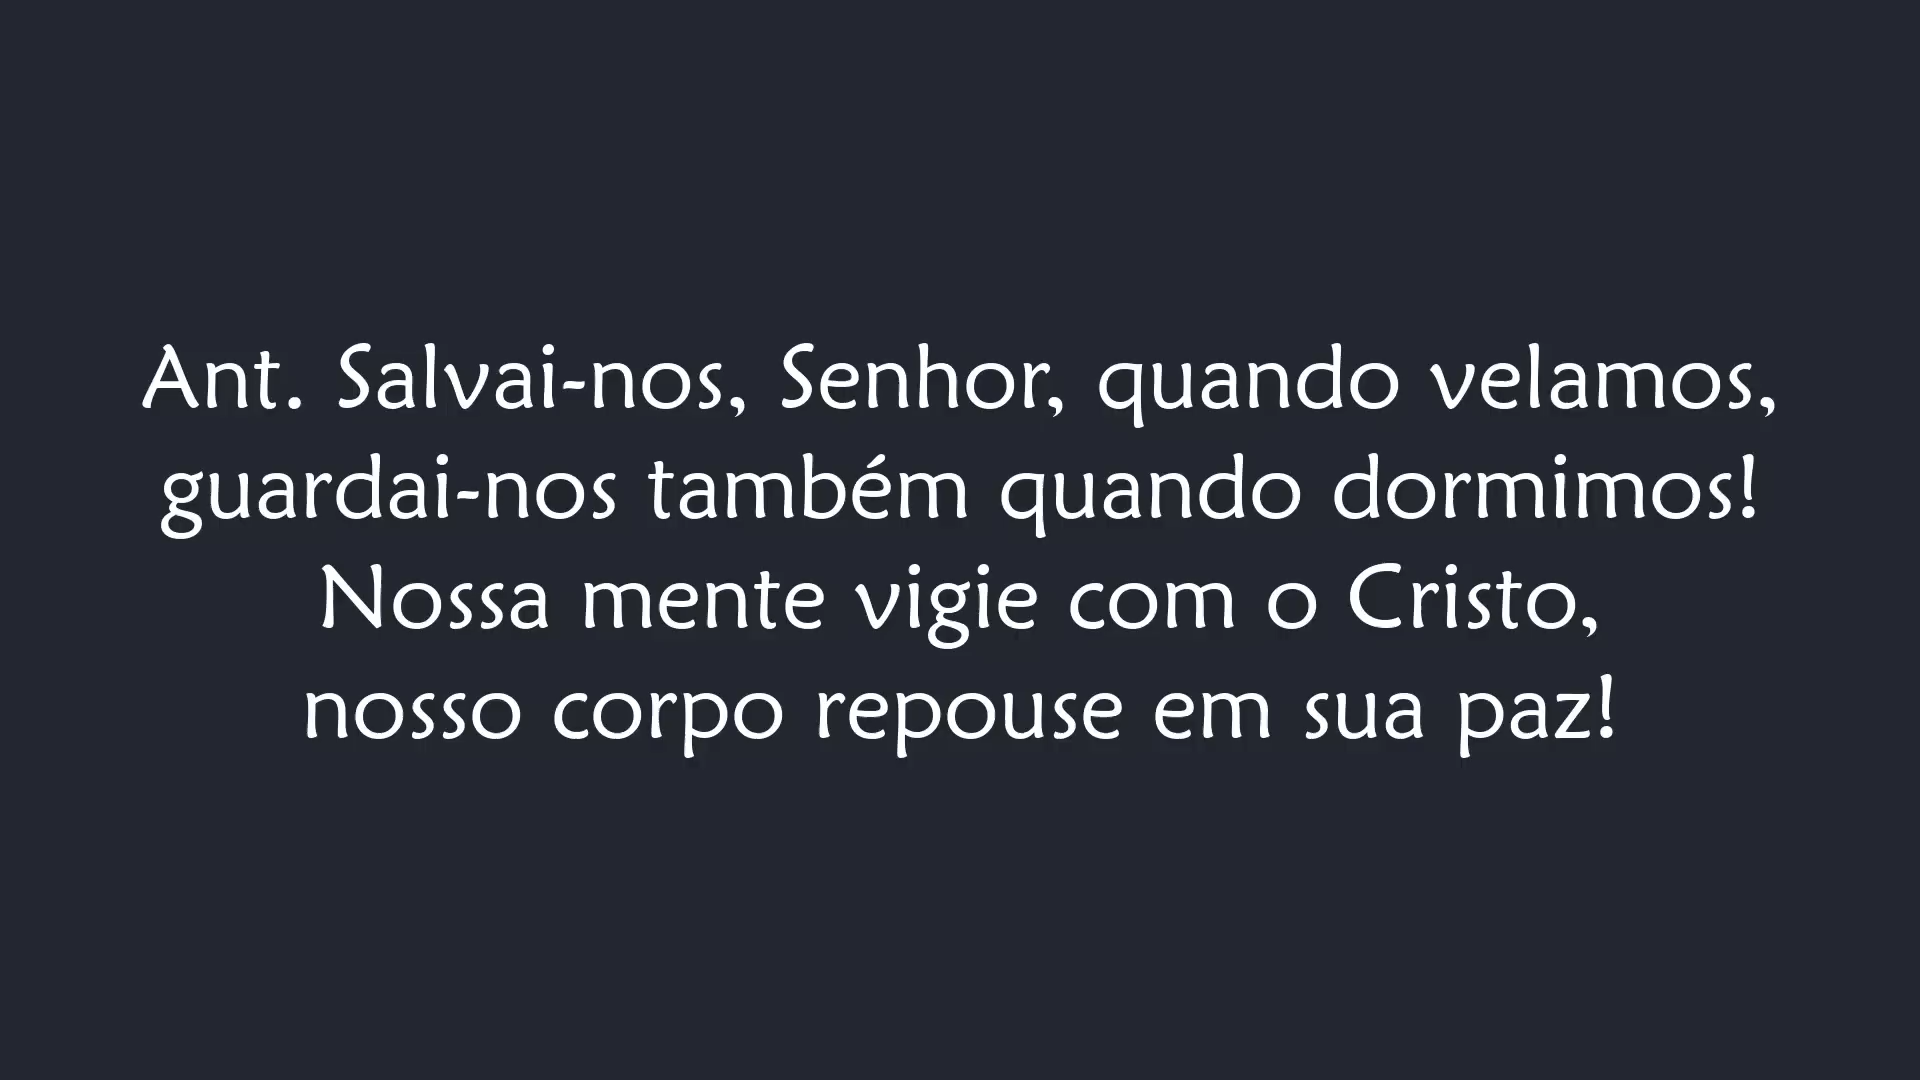 Ant. Salvai-nos, Senhor, quando velamos,
guardai-nos também quando dormimos!
Nossa mente vigie com o Cristo,
nosso corpo repouse em sua paz!